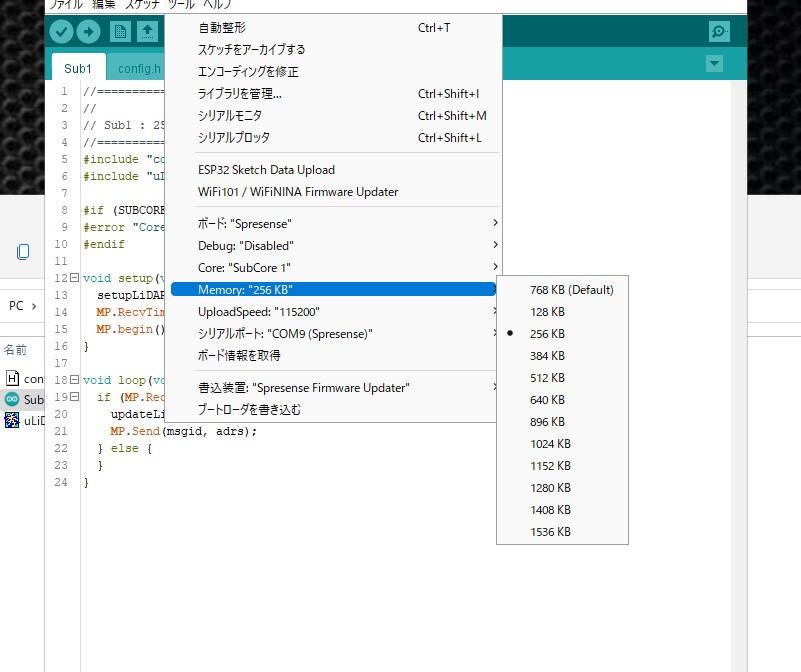 ファイル 編集 スケッチ ツール ヘルプ
Sub1
config.h
自動整形 Ctrl+T
スケッチをアーカイブする
エンコーディングを修正
ライブラリを管理... Ctrl+Shift+I
シリアルモニタ Ctrl+Shift+M
シリアルプロッタ Ctrl+Shift+L
ESP32 Sketch Data Upload
WiFi101 / WiFiNINA Firmware Updater
ボード: "Spresense"
Debug: "Disabled"
Core: "SubCore 1"
Memory: "256 KB"
UploadSpeed: "115200"
シリアルポート: "COM9 (Spresense)"
ボード情報を取得
書込装置: "Spresense Firmware Updater"
ブートローダを書き込む
768 KB (Default)
128 KB
256 KB
384 KB
512 KB
640 KB
896 KB
1024 KB
1152 KB
1280 KB
1408 KB
1536 KB
1 //===========
2 //
3 // Sub1 : 25
4 //===========
5 #include "co
6 #include "uL
7
8 #if (SUBCORE
9 #error "Core
10 #endif
11
12 void setup(v
13 setupLiDAR
14 MP.RecvTim
15 MP.begin()
16 }
17
18 void loop(vo
19 if (MP.Rec
20 updateLi
21 MP.Send(msgid, adrs);
22 } else {
23 }
24 }
PC
名前
con
Sub
uLiD